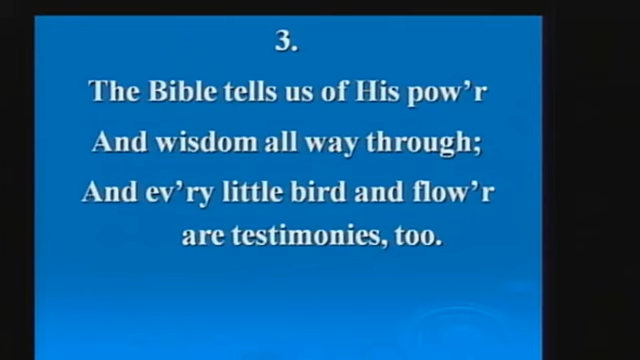 3.
The Bible tells us of His pow’r
And wisdom all way through;
And ev’ry little bird and flow’r
are testimonies, too.